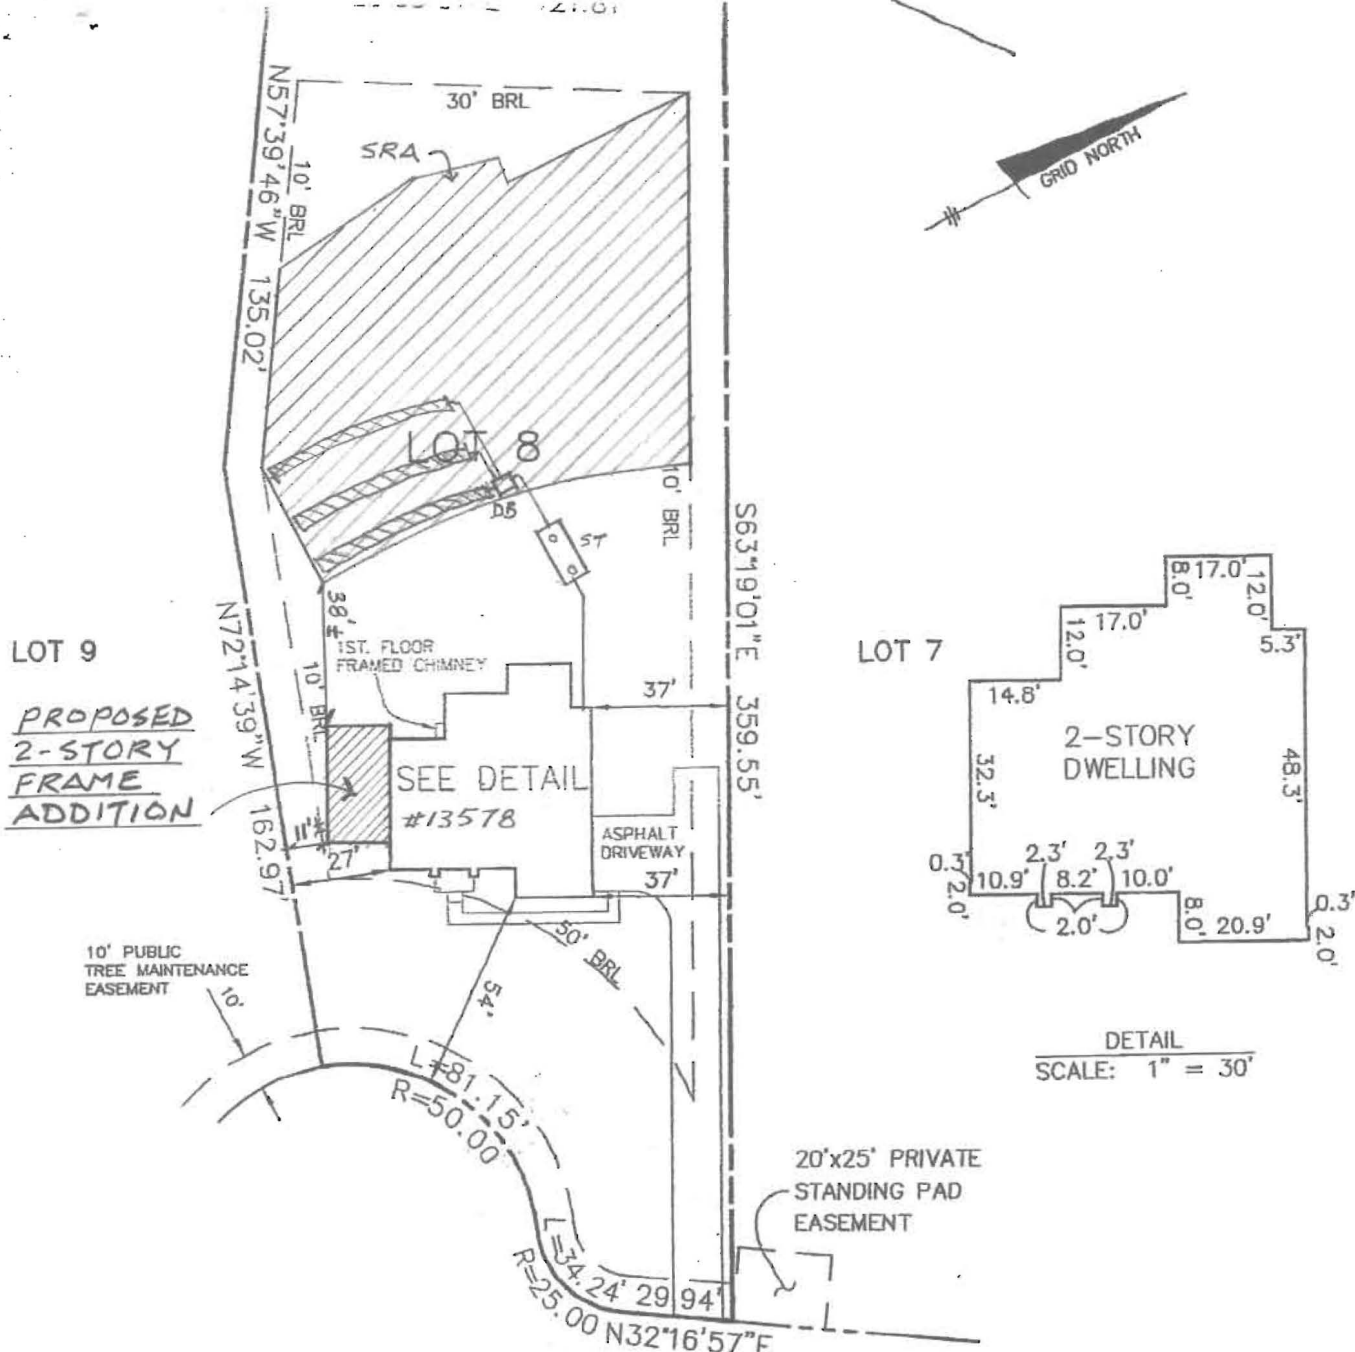 30' BRL
SRA
N57°39'46"W 135.02'
10' BRL
GRID NORTH
LOT 8
DB
ST
10' BRL
S63°19'01"E 359.55'
38'±
1ST. FLOOR
FRAMED CHIMNEY
LOT 9
N72°14'39"W 162.97'
10' BRL
PROPOSED
2-STORY
FRAME
ADDITION
37'
SEE DETAIL
#13578
ASPHALT
DRIVEWAY
11'
27'
37'
50' BRL
54'
10' PUBLIC
TREE MAINTENANCE
EASEMENT
10'
L=81.15'
R=50.00
L=34.24'
R=25.00
29.94'
N32°16'57"E
20'x25' PRIVATE
STANDING PAD
EASEMENT
LOT 7
8.0'
17.0'
12.0'
17.0'
5.3'
12.0'
14.8'
2-STORY
DWELLING
32.3'
48.3'
0.3'
2.3'
2.3'
2.0'
10.9'
8.2'
10.0'
2.0'
8.0'
20.9'
0.3'
2.0'
DETAIL
SCALE: 1" = 30'